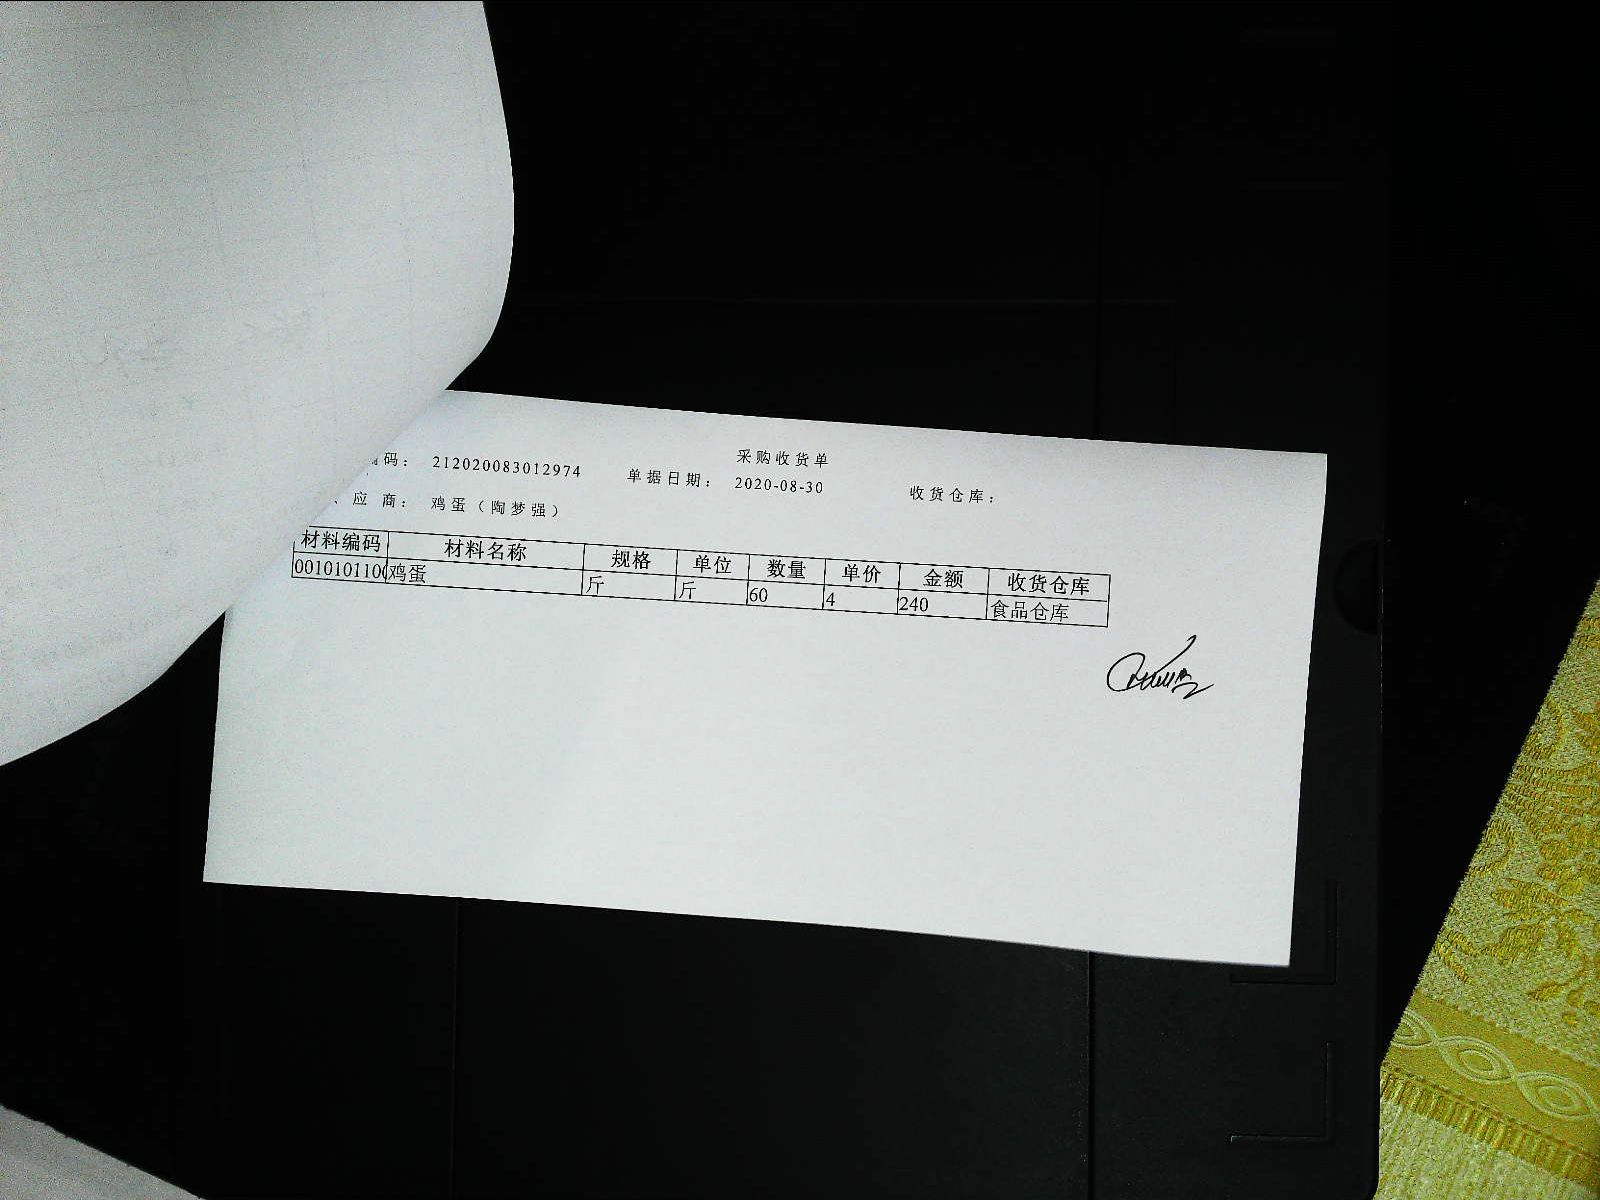 采购收货单
编码： 212020083012974 单据日期： 2020-08-30 收货仓库：
应 商： 鸡蛋（陶梦强）
材料编码 材料名称 规格 单位 数量 单价 金额 收货仓库
0010101100 鸡蛋 斤 斤 60 4 240 食品仓库